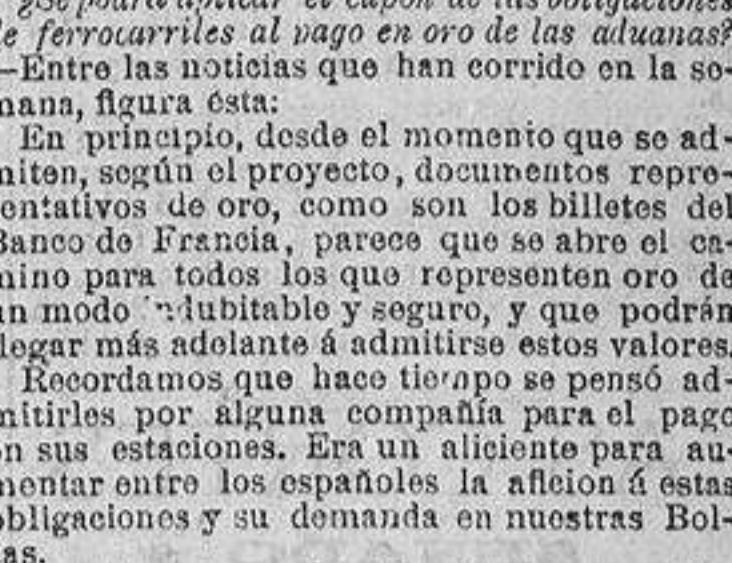 ¿Se podrá aplicar el cupon de las obligaciones
de ferrocarriles al pago en oro de las aduanas?
—Entre las noticias que han corrido en la se-
mana, figura ésta:
En principio, desde el momento que se ad-
miten, según el proyecto, documentos repre-
sentativos de oro, como son los billetes del
Banco de Francia, parece que se abre el ca-
mino para todos los que representen oro de
un modo indubitable y seguro, y que podrán
llegar más adelante á admitirse estos valores.
Recordamos que hace tiempo se pensó ad-
mitirles por alguna compañía para el pago
en sus estaciones. Era un aliciente para au-
mentar entre los españoles la aficion á estas
obligaciones y su demanda en nuestras Bol-
sas.